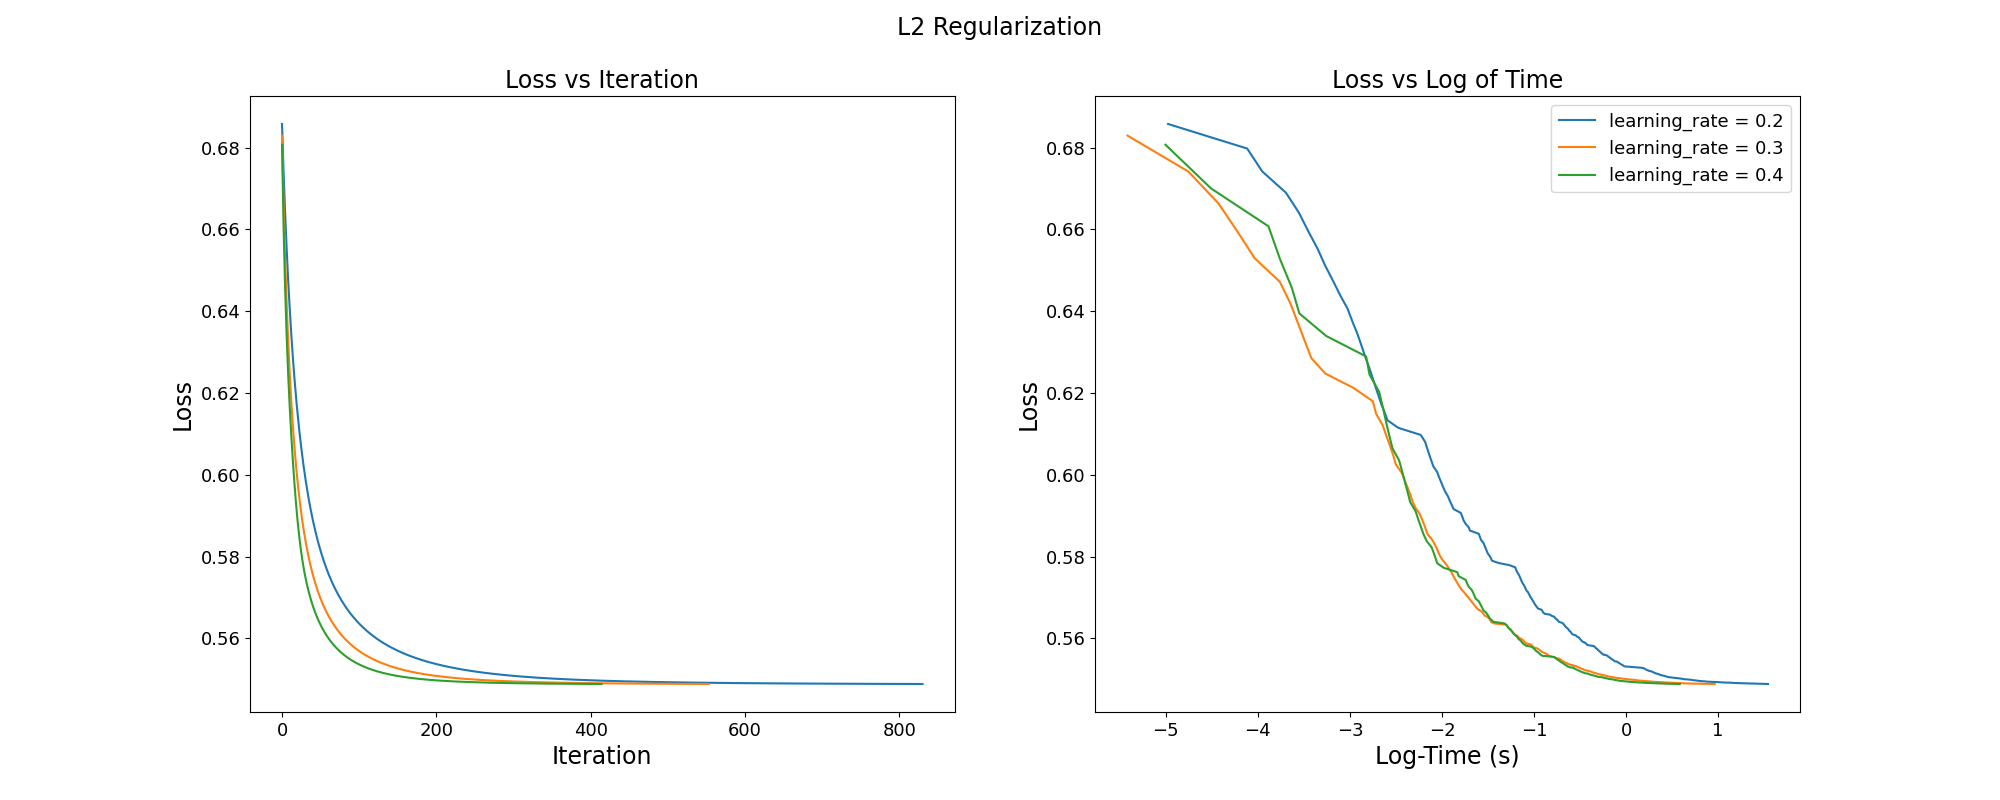 L2 Regularization
Loss vs Iteration
Loss
0.68
0.66
0.64
0.62
0.60
0.58
0.56
0 200 400 600 800
Iteration
Loss vs Log of Time
Loss
0.68
0.66
0.64
0.62
0.60
0.58
0.56
−5 −4 −3 −2 −1 0 1
Log-Time (s)
learning_rate = 0.2
learning_rate = 0.3
learning_rate = 0.4